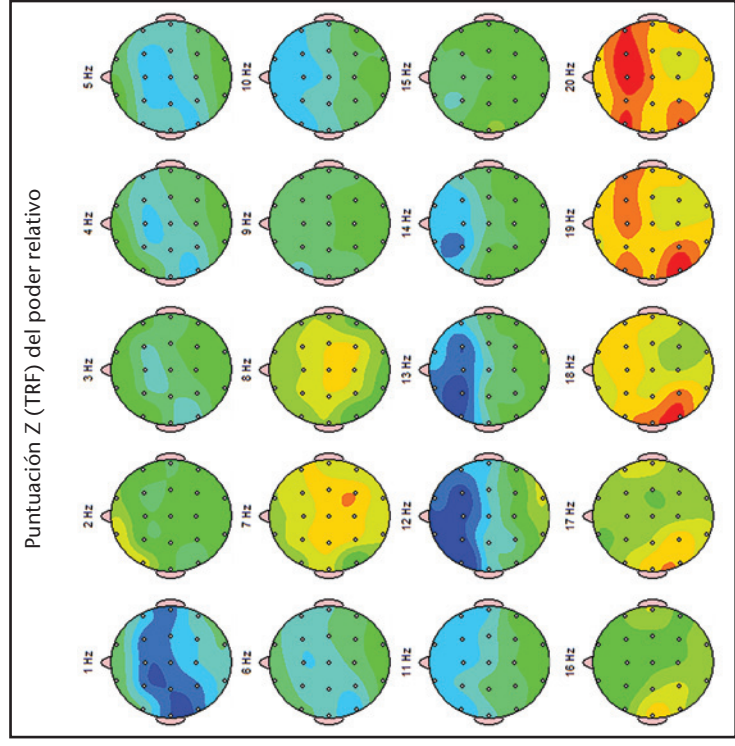 Puntuación Z (TRF) del poder relativo
1 Hz 2 Hz 3 Hz 4 Hz 5 Hz
6 Hz 7 Hz 8 Hz 9 Hz 10 Hz
11 Hz 12 Hz 13 Hz 14 Hz 15 Hz
16 Hz 17 Hz 18 Hz 19 Hz 20 Hz